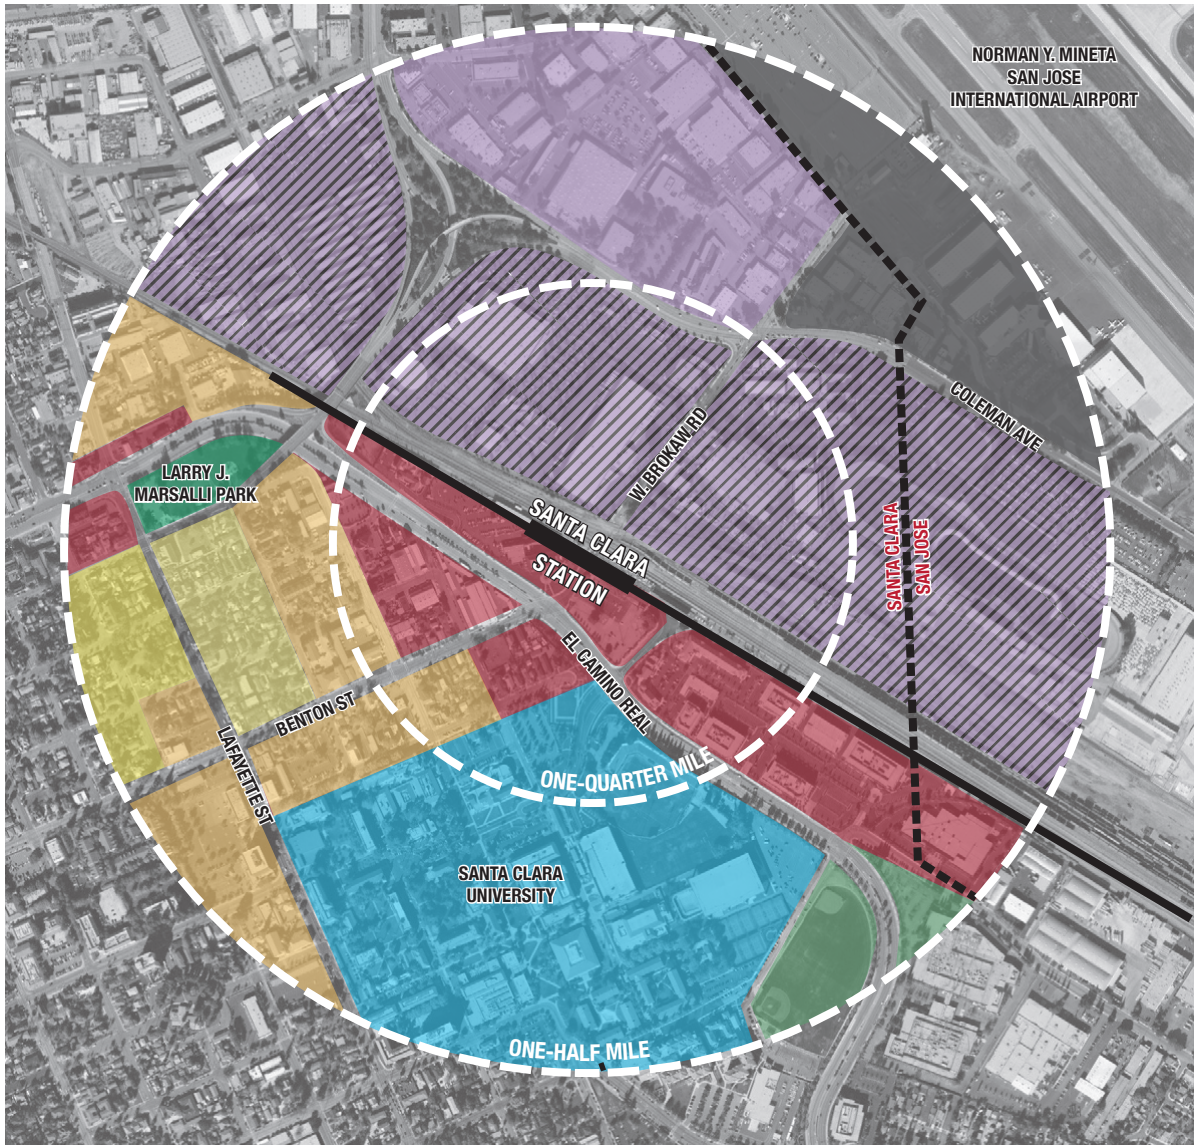 NORMAN Y. MINETA
SAN JOSE
INTERNATIONAL AIRPORT
COLEMAN AVE
W. BROKAW RD
LARRY J.
MARSALLI PARK
SANTA CLARA
STATION
SANTA CLARA
SAN JOSE
EL CAMINO REAL
BENTON ST
LAFAYETTE ST
ONE-QUARTER MILE
SANTA CLARA
UNIVERSITY
ONE-HALF MILE